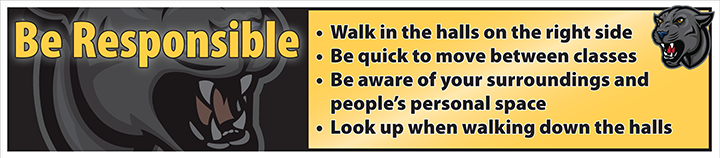 Be Responsible
• Walk in the halls on the right side
• Be quick to move between classes
• Be aware of your surroundings and
people's personal space
• Look up when walking down the halls